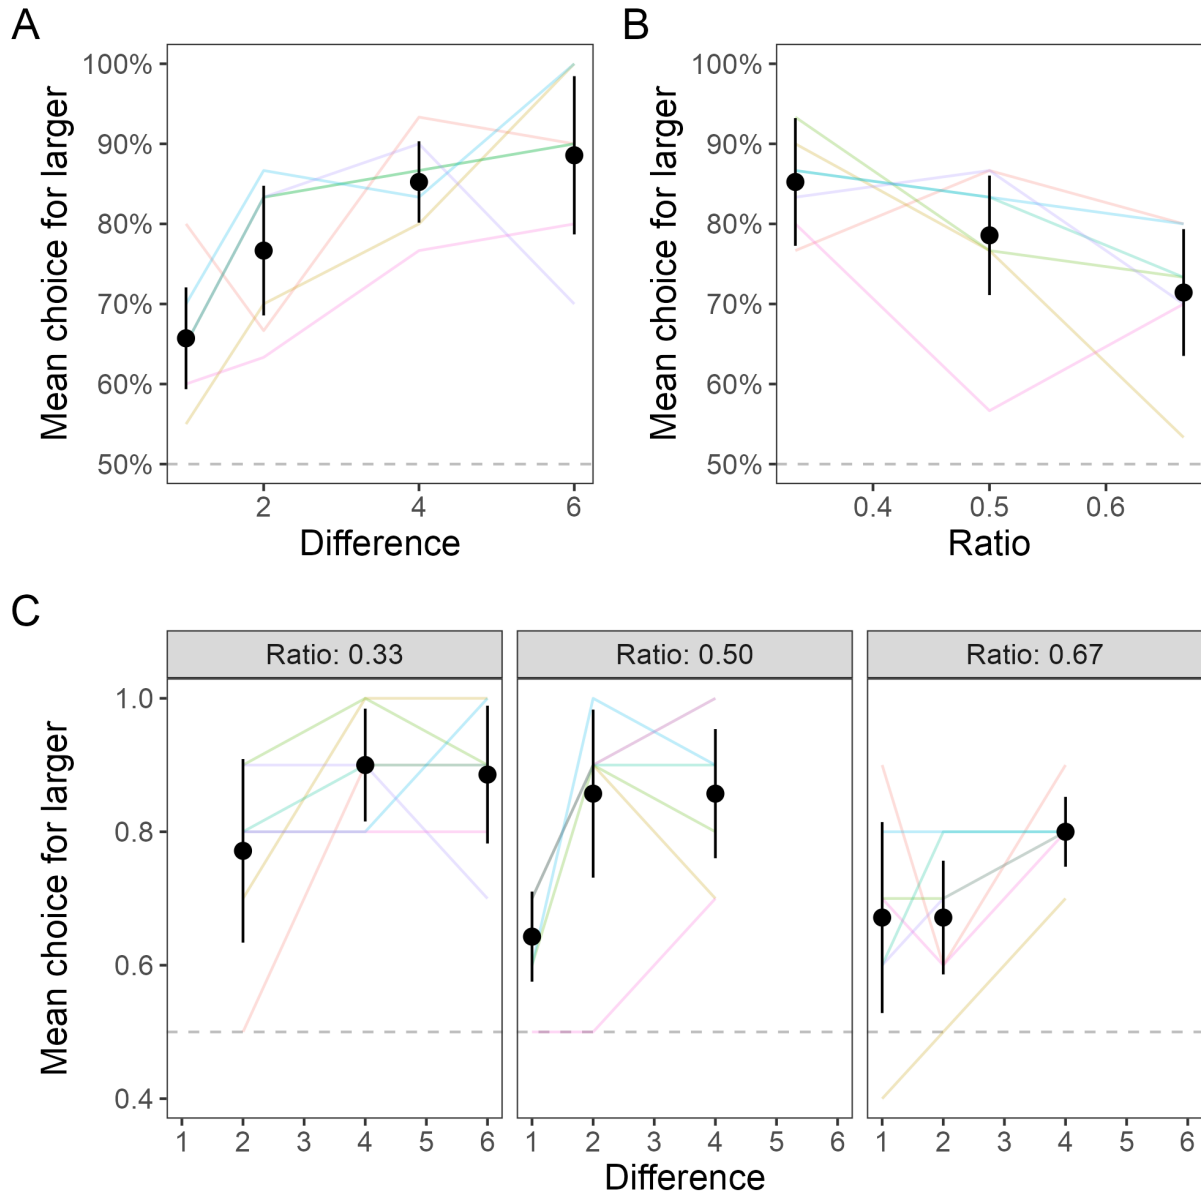 A
B
100%
90%
80%
70%
60%
50%
Mean choice for larger
2
4
6
Difference
100%
90%
80%
70%
60%
50%
Mean choice for larger
0.4
0.5
0.6
Ratio
C
Ratio: 0.33
Ratio: 0.50
Ratio: 0.67
1.0
0.8
0.6
0.4
Mean choice for larger
1 2 3 4 5 6
1 2 3 4 5 6
1 2 3 4 5 6
Difference